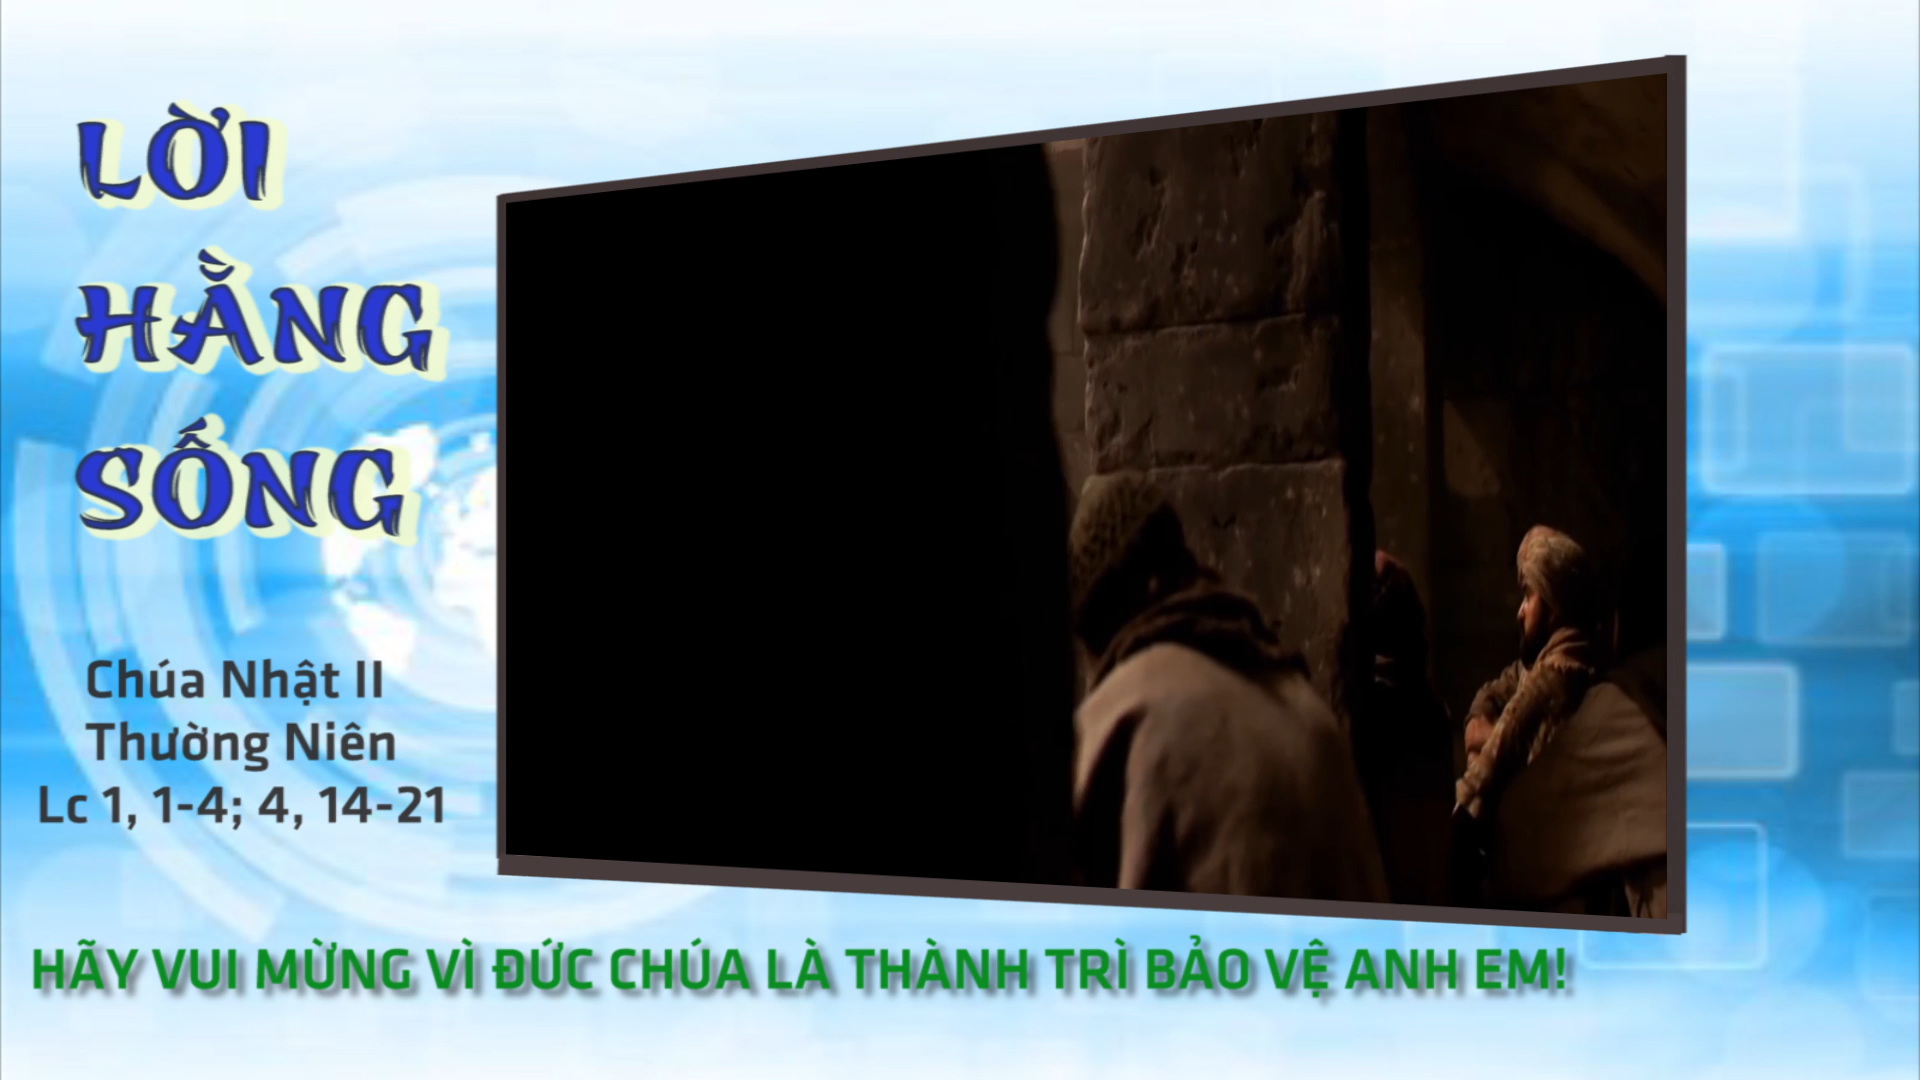 LỜI
HẰNG
SỐNG
Chúa Nhật II
Thường Niên
Lc 1, 1-4; 4, 14-21
HÃY VUI MỪNG VÌ ĐỨC CHÚA LÀ THÀNH TRÌ BẢO VỆ ANH EM!